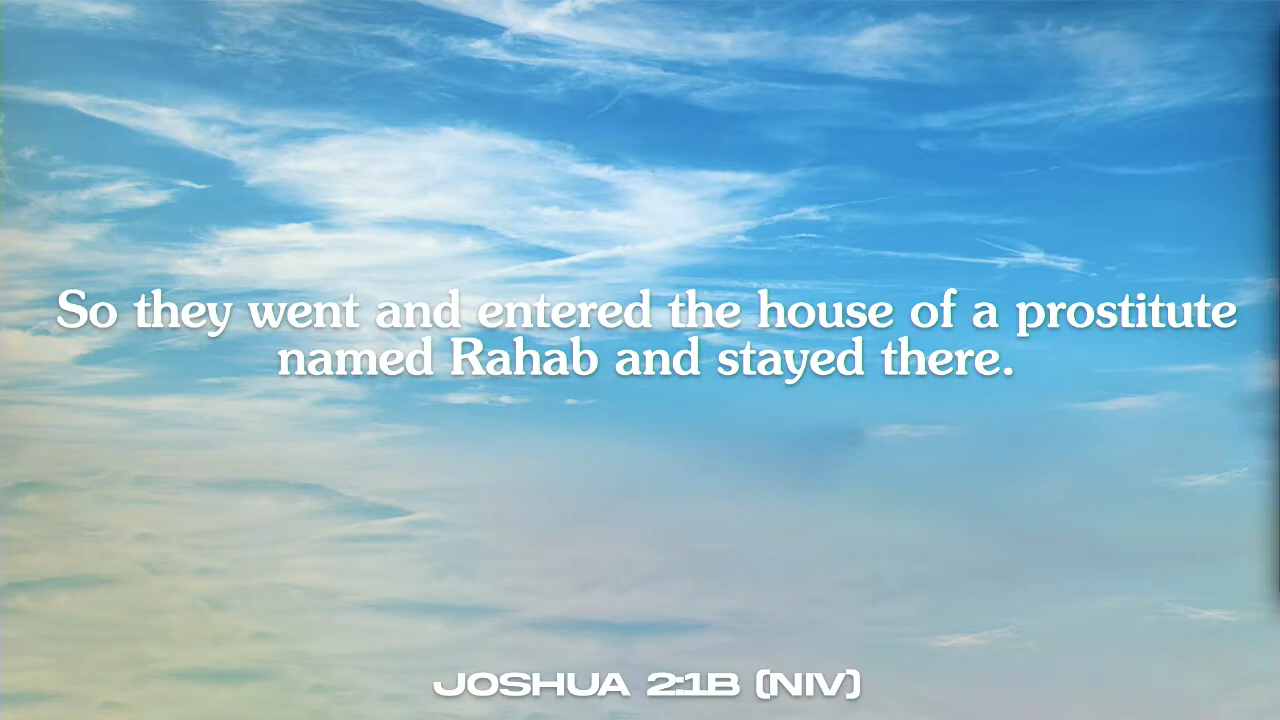 So they went and entered the house of a prostitute
named Rahab and stayed there.
JOSHUA 2:1B (NIV)